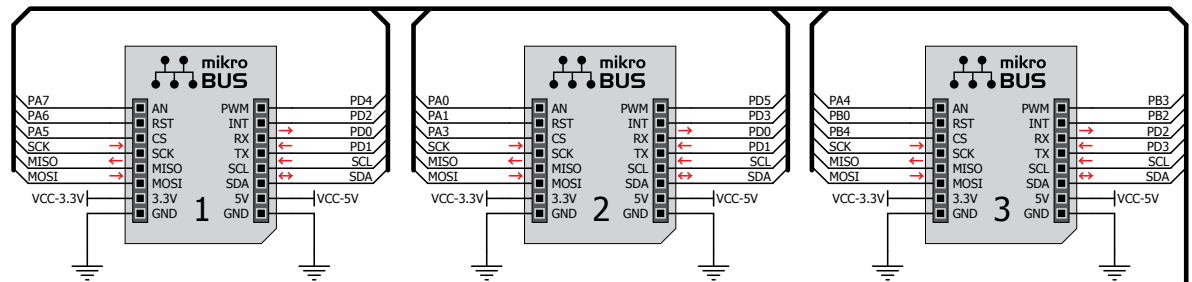 mikro mikro mikro
BUS BUS BUS
PA7 AN PWM PD4 PA0 AN PWM PD5 PA4 AN PWM PB3
PA6 RST INT PD2 PA1 RST INT PD3 PB0 RST INT PB2
PA5 CS RX PD0 PA3 CS RX PD0 PB4 CS RX PD2
SCK SCK TX PD1 SCK SCK TX PD1 SCK SCK TX PD3
MISO MISO SCL SCL MISO MISO SCL SCL MISO MISO SCL SCL
MOSI MOSI SDA SDA MOSI MOSI SDA SDA MOSI MOSI SDA SDA
VCC-3.3V 3.3V 5V VCC-5V VCC-3.3V 3.3V 5V VCC-5V VCC-3.3V 3.3V 5V VCC-5V
GND 1 GND GND 2 GND GND 3 GND